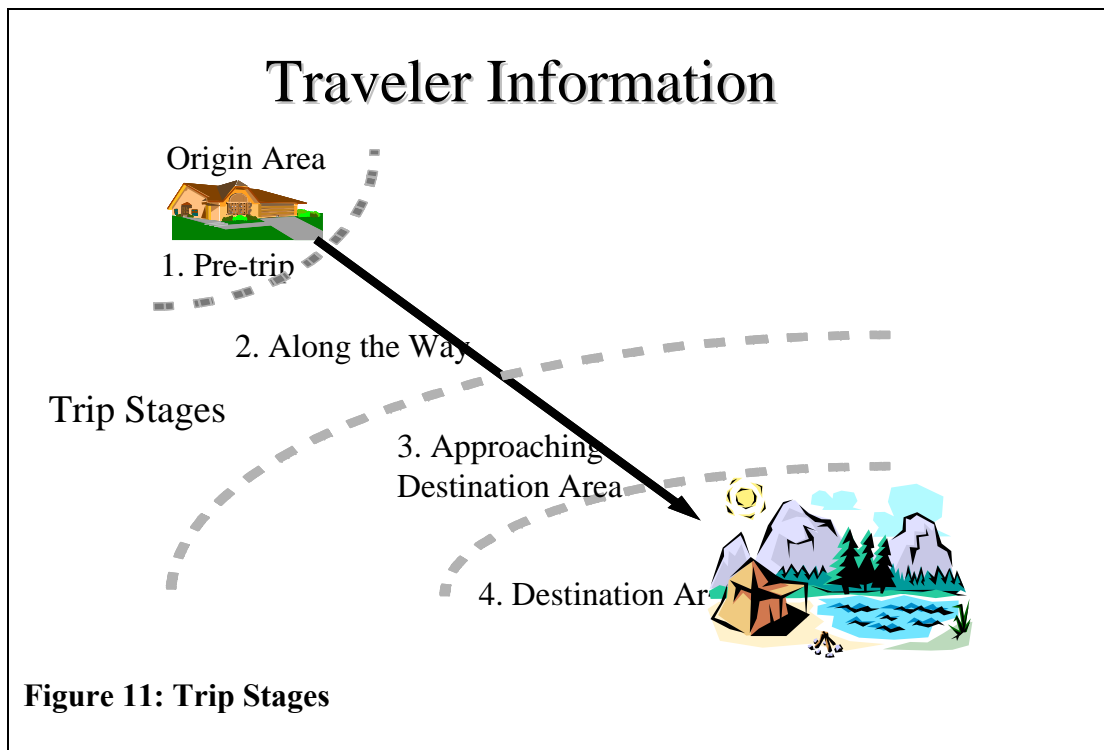 Traveler Information
Origin Area
1. Pre-trip
2. Along the Way
Trip Stages
3. Approaching
Destination Area
4. Destination Ar
Figure 11: Trip Stages